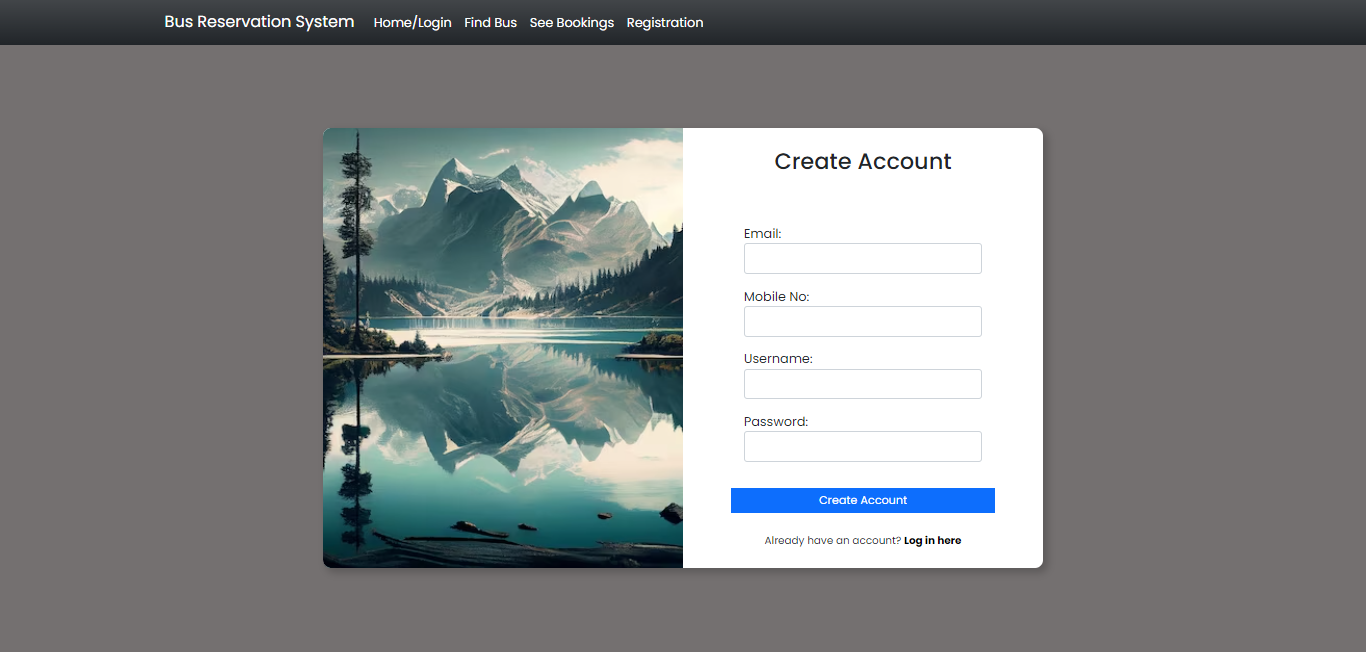 Bus Reservation System Home/Login Find Bus See Bookings Registration
Create Account
Email:
Mobile No:
Username:
Password:
Create Account
Already have an account? Log in here